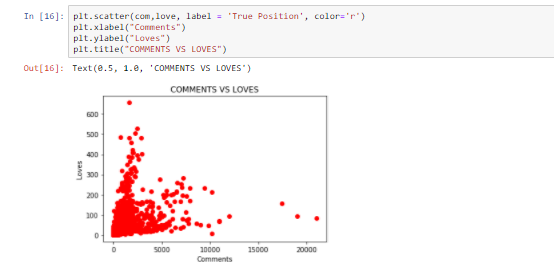 In [16]: plt.scatter(com,love, label = 'True Position', color='r')
plt.xlabel("Comments")
plt.ylabel("Loves")
plt.title("COMMENTS VS LOVES")
Out[16]: Text(0.5, 1.0, 'COMMENTS VS LOVES')
COMMENTS VS LOVES
600
500
400
300
200
100
0
Loves
0 5000 10000 15000 20000
Comments